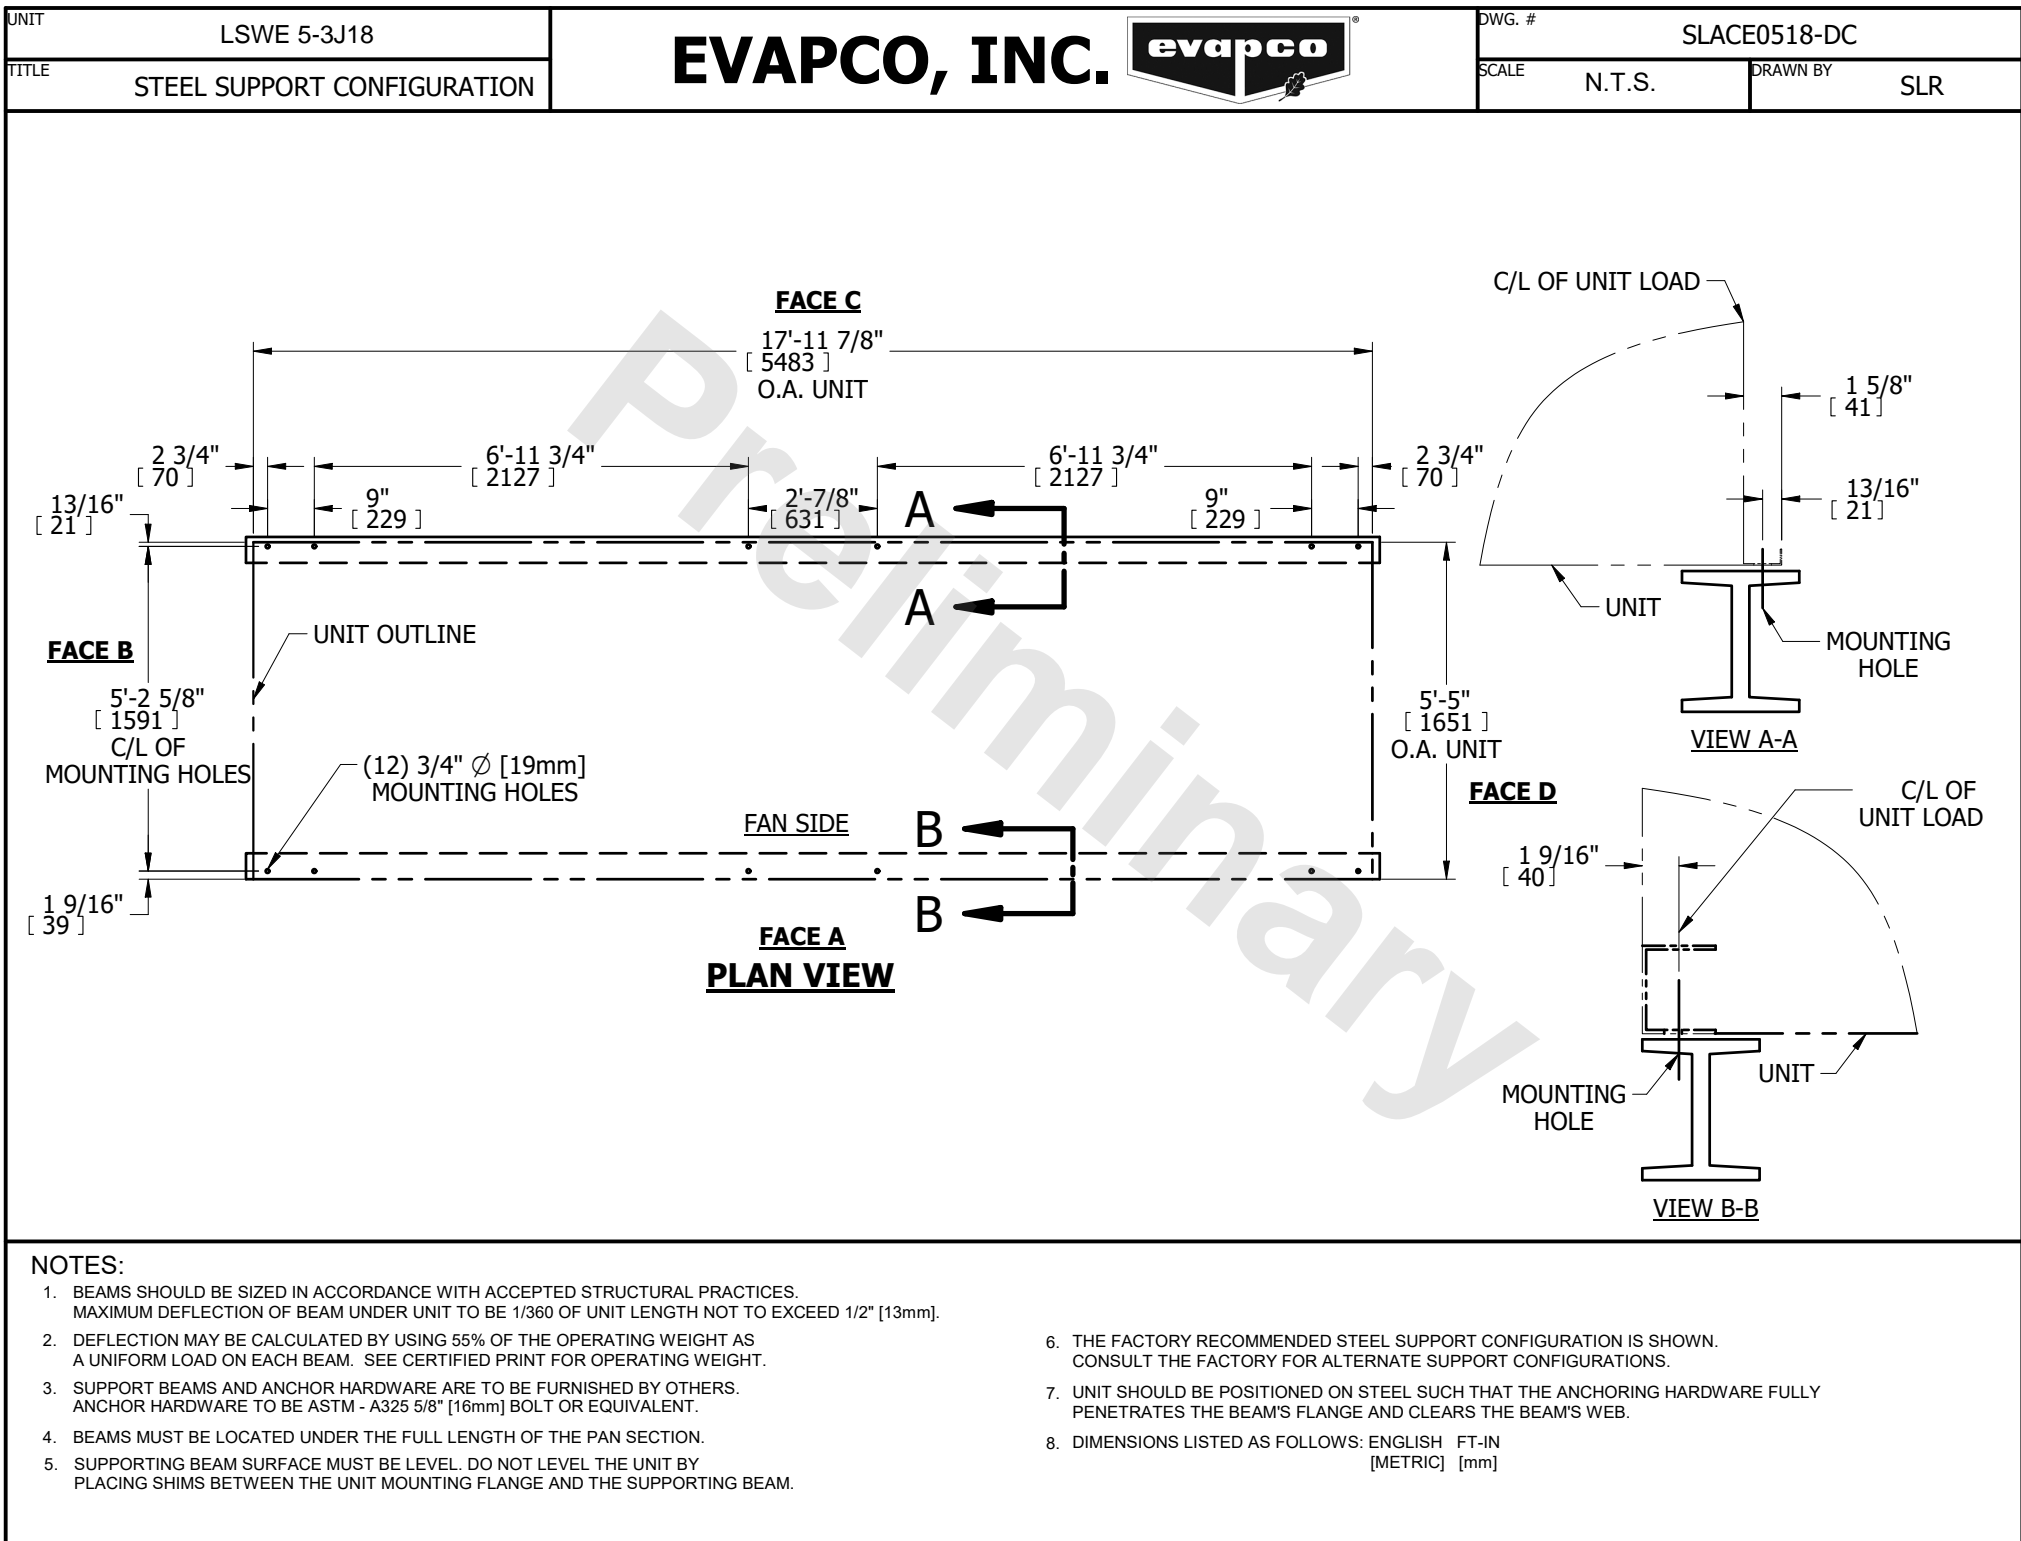 UNIT
LSWE 5-3J18
TITLE
STEEL SUPPORT CONFIGURATION
EVAPCO, INC.
evapco
®
DWG. #
SLACE0518-DC
SCALE
N.T.S.
DRAWN BY
SLR
FACE C
17'-11 7/8"
[ 5483 ]
O.A. UNIT
2 3/4"
[ 70 ]
6'-11 3/4"
[ 2127 ]
6'-11 3/4"
[ 2127 ]
2 3/4"
[ 70 ]
13/16"
[ 21 ]
9"
[ 229 ]
2'-7/8"
[ 631 ]
9"
[ 229 ]
A
A
FACE B
UNIT OUTLINE
5'-2 5/8"
[ 1591 ]
C/L OF
MOUNTING HOLES
(12) 3/4" ∅ [19mm]
MOUNTING HOLES
5'-5"
[ 1651 ]
O.A. UNIT
FACE D
FAN SIDE
B
B
1 9/16"
[ 39 ]
FACE A
PLAN VIEW
C/L OF UNIT LOAD
1 5/8"
[ 41 ]
13/16"
[ 21 ]
UNIT
MOUNTING
HOLE
VIEW A-A
C/L OF
UNIT LOAD
1 9/16"
[ 40 ]
UNIT
MOUNTING
HOLE
VIEW B-B
Preliminary
NOTES:
1. BEAMS SHOULD BE SIZED IN ACCORDANCE WITH ACCEPTED STRUCTURAL PRACTICES.
MAXIMUM DEFLECTION OF BEAM UNDER UNIT TO BE 1/360 OF UNIT LENGTH NOT TO EXCEED 1/2" [13mm].
2. DEFLECTION MAY BE CALCULATED BY USING 55% OF THE OPERATING WEIGHT AS
A UNIFORM LOAD ON EACH BEAM. SEE CERTIFIED PRINT FOR OPERATING WEIGHT.
3. SUPPORT BEAMS AND ANCHOR HARDWARE ARE TO BE FURNISHED BY OTHERS.
ANCHOR HARDWARE TO BE ASTM - A325 5/8" [16mm] BOLT OR EQUIVALENT.
4. BEAMS MUST BE LOCATED UNDER THE FULL LENGTH OF THE PAN SECTION.
5. SUPPORTING BEAM SURFACE MUST BE LEVEL. DO NOT LEVEL THE UNIT BY
PLACING SHIMS BETWEEN THE UNIT MOUNTING FLANGE AND THE SUPPORTING BEAM.
6. THE FACTORY RECOMMENDED STEEL SUPPORT CONFIGURATION IS SHOWN.
CONSULT THE FACTORY FOR ALTERNATE SUPPORT CONFIGURATIONS.
7. UNIT SHOULD BE POSITIONED ON STEEL SUCH THAT THE ANCHORING HARDWARE FULLY
PENETRATES THE BEAM'S FLANGE AND CLEARS THE BEAM'S WEB.
8. DIMENSIONS LISTED AS FOLLOWS: ENGLISH FT-IN
[METRIC] [mm]